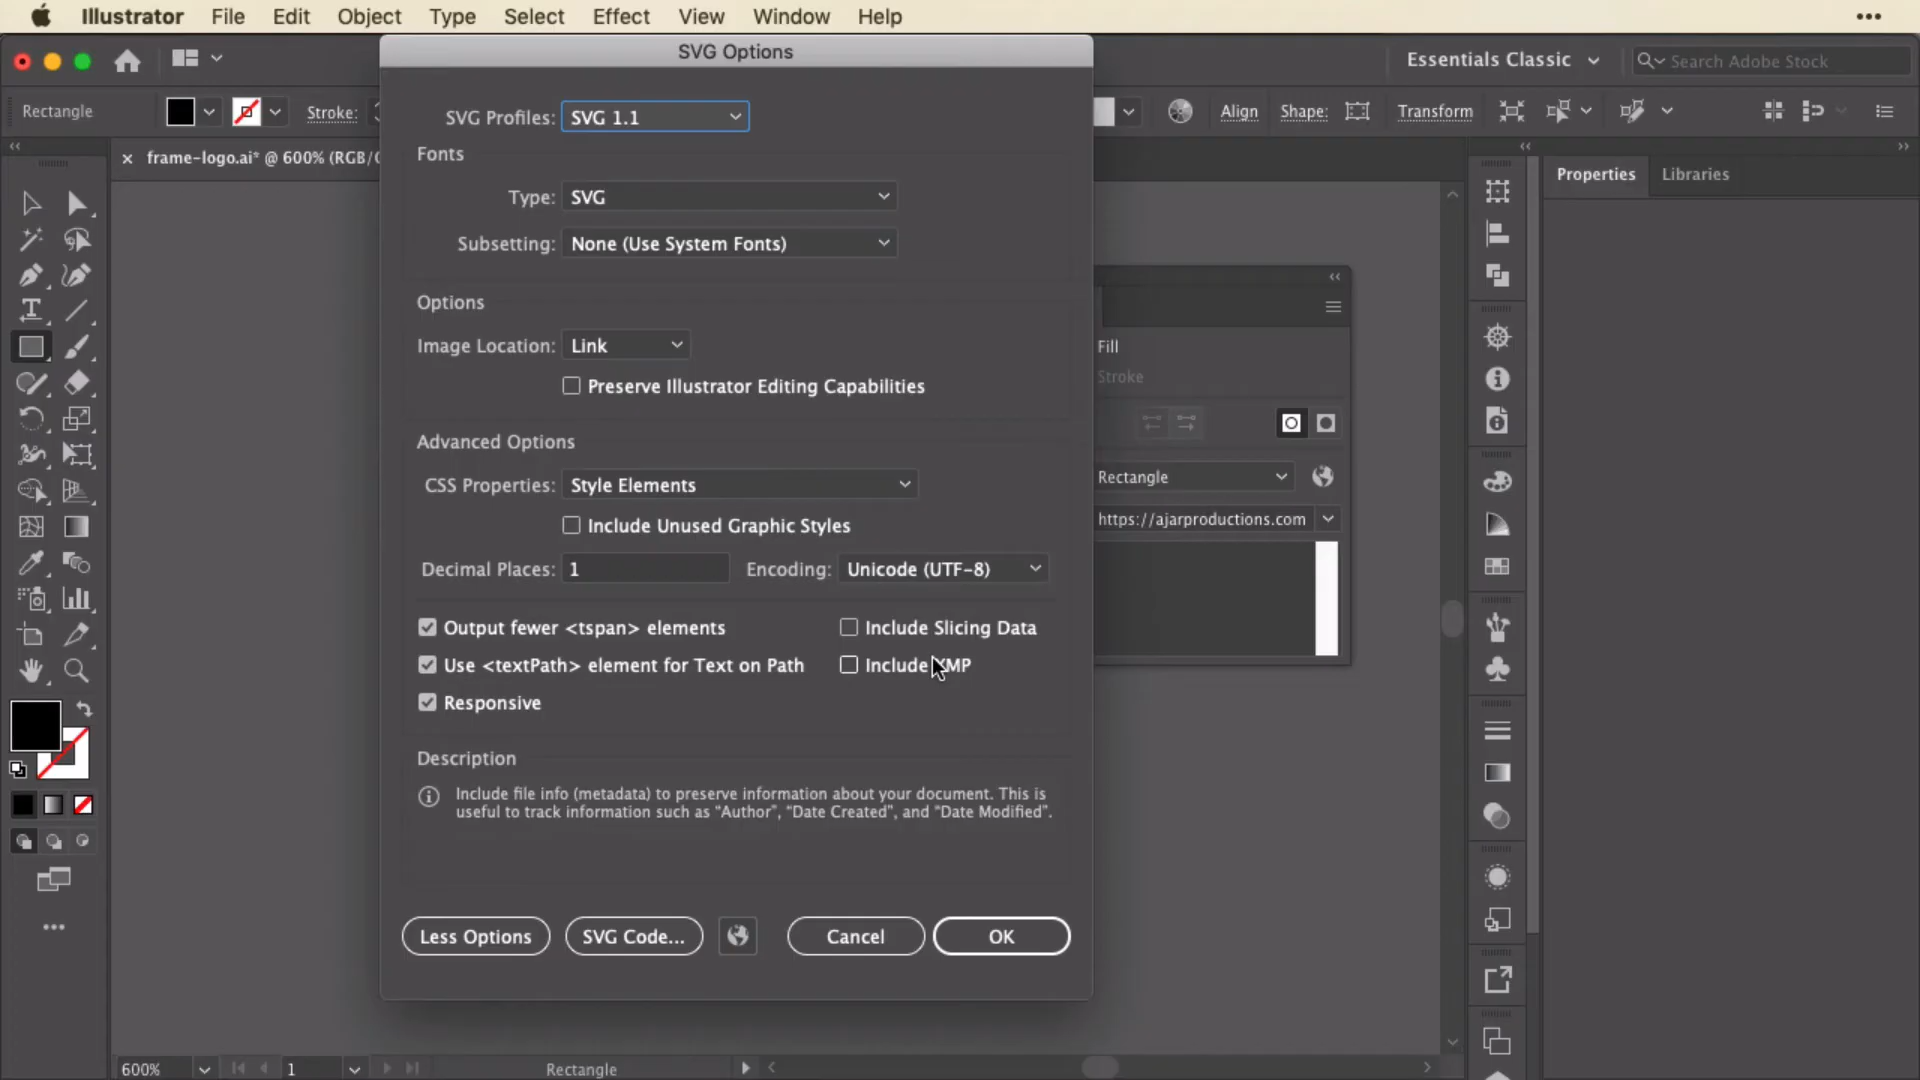 Illustrator File Edit Object Type Select Effect View Window Help
SVG Options
Essentials Classic
Search Adobe Stock
Rectangle
Stroke:
Align
Shape:
Transform
frame-logo.ai* @ 600% (RGB/
Properties
Libraries
SVG Profiles: SVG 1.1
Fonts
Type: SVG
Subsetting: None (Use System Fonts)
Options
Image Location: Link
Preserve Illustrator Editing Capabilities
Advanced Options
CSS Properties: Style Elements
Include Unused Graphic Styles
Decimal Places: 1
Encoding: Unicode (UTF-8)
Output fewer <tspan> elements
Include Slicing Data
Use <textPath> element for Text on Path
Include XMP
Responsive
Description
Include file info (metadata) to preserve information about your document. This is
useful to track information such as “Author”, “Date Created”, and “Date Modified”.
Less Options
SVG Code...
Cancel
OK
Fill
Stroke
Rectangle
https://ajarproductions.com
600%
1
Rectangle